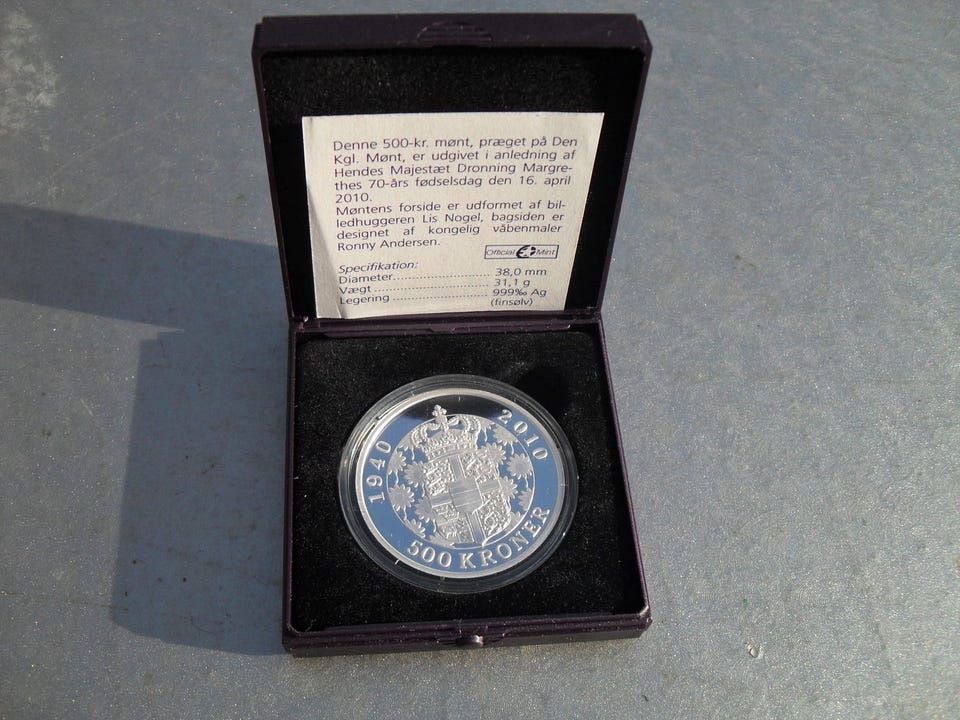 Denne 500-kr. mønt, præget på Den
Kgl. Mønt, er udgivet i anledning af
Hendes Majestæt Dronning Margre-
thes 70-års fødselsdag den 16. april
2010.
Møntens forside er udformet af bil-
ledhuggeren Lis Nogel, bagsiden er
designet af kongelig våbenmaler
Ronny Andersen.
Official Mint
Specifikation:
Diameter........................ 38,0 mm
Vægt ............................. 31,1 g
Legering ........................ 999‰ Ag
(finsølv)
1940 2010
500 KRONER